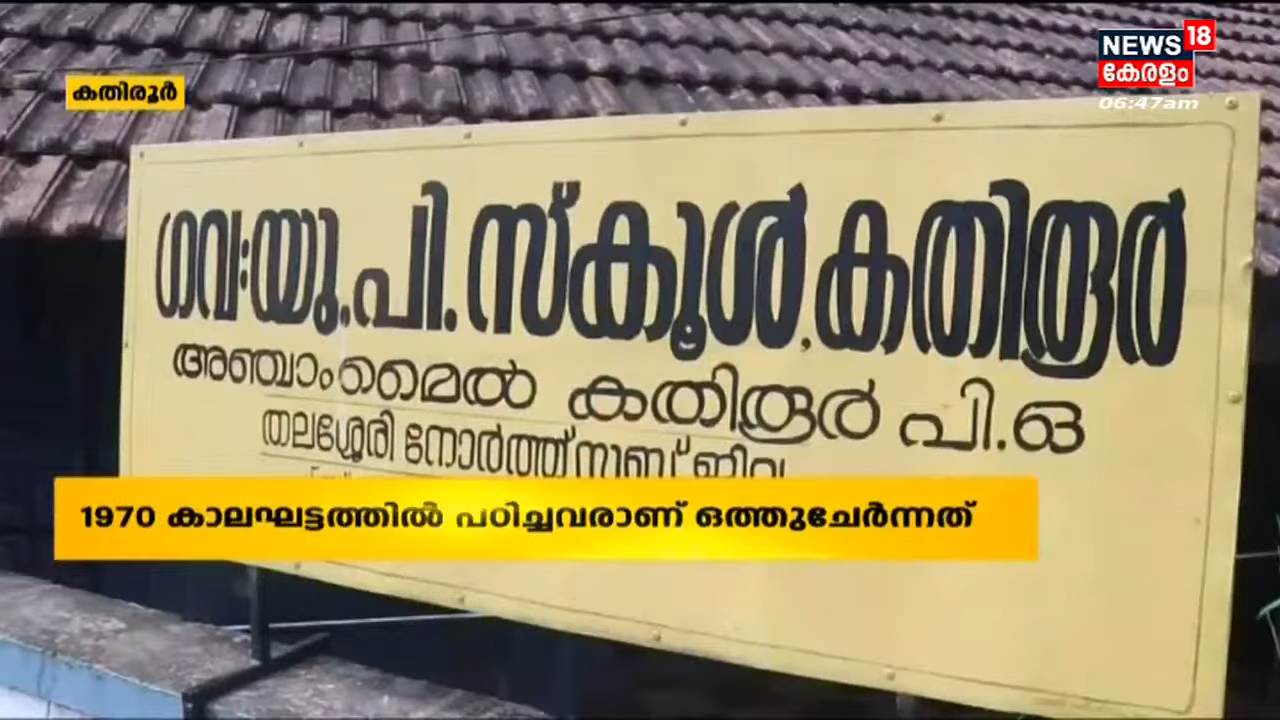 NEWS 18
കേരളം
06:47am
കതിരൂർ
ഗവ:യു.പി.സ്കൂൾ,കതിരൂർ
അഞ്ചാംമൈൽ കതിരൂർ പി.ഒ
തലശ്ശേരി നോർത്ത് സബ്
1970 കാലഘട്ടത്തിൽ പഠിച്ചവരാണ് ഒത്തുചേർന്നത്